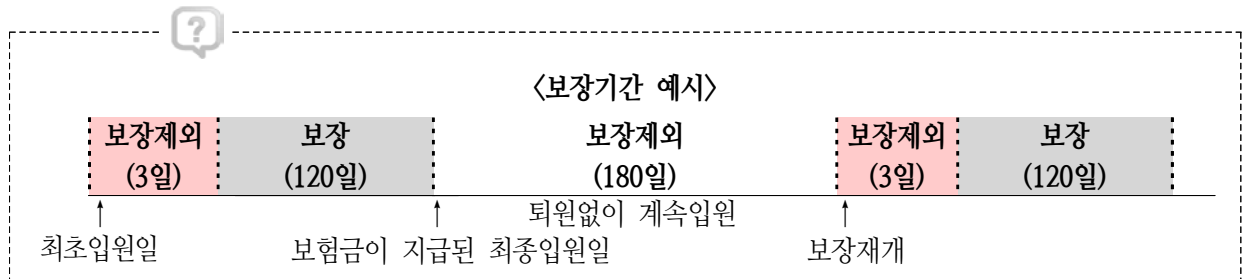 ?
〈보장기간 예시〉
보장제외 보장 보장제외 보장제외 보장
(3일) (120일) (180일) (3일) (120일)
퇴원없이 계속입원
최초입원일 보험금이 지급된 최종입원일 보장재개